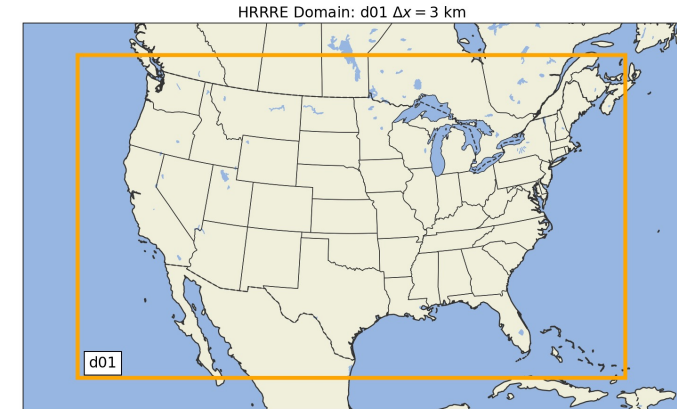 HRRRE Domain: d01 Δx = 3 km
d01